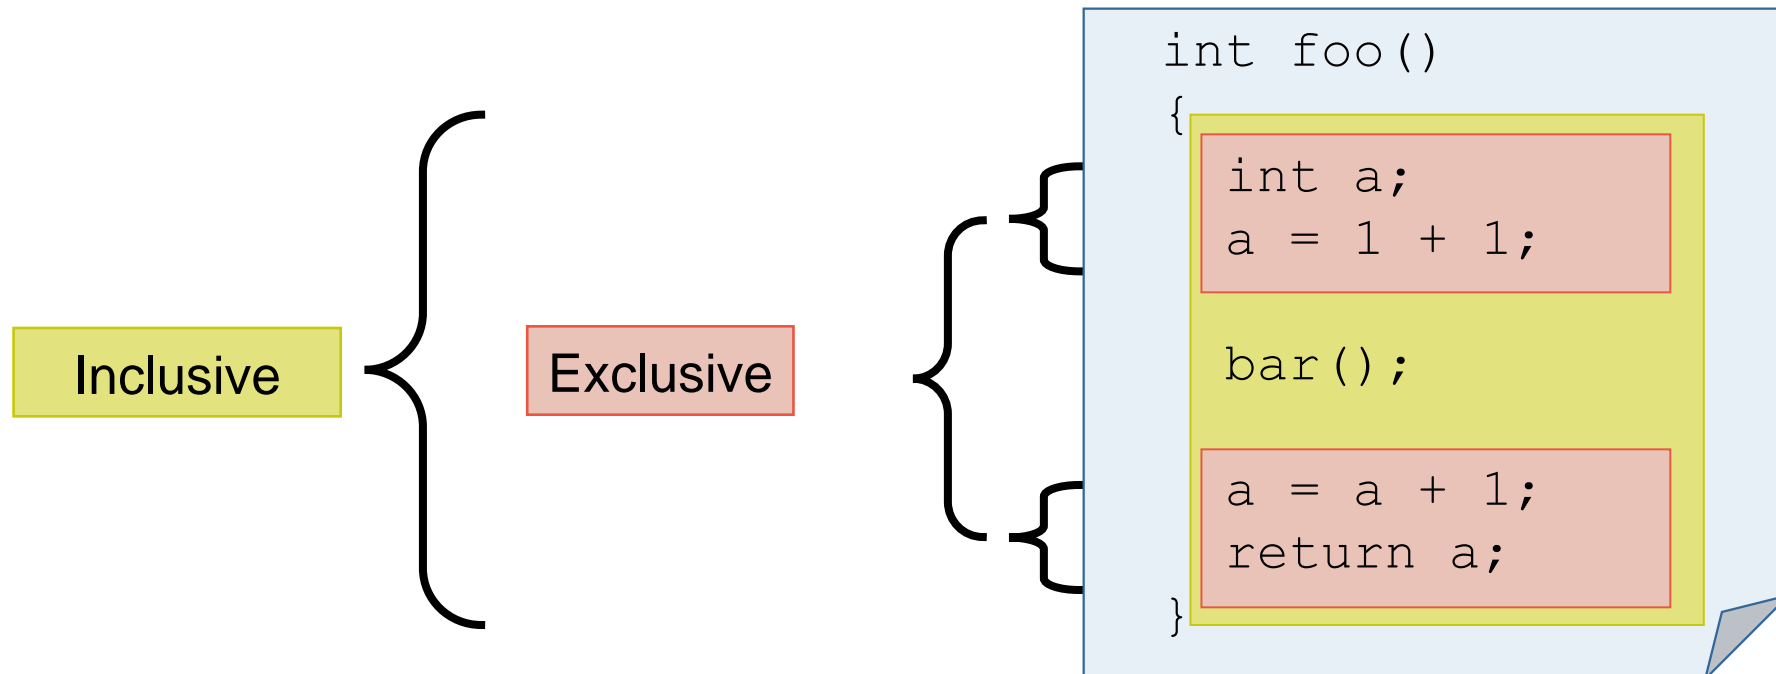 Inclusive
Exclusive
int foo()
{
int a;
a = 1 + 1;
bar();
a = a + 1;
return a;
}